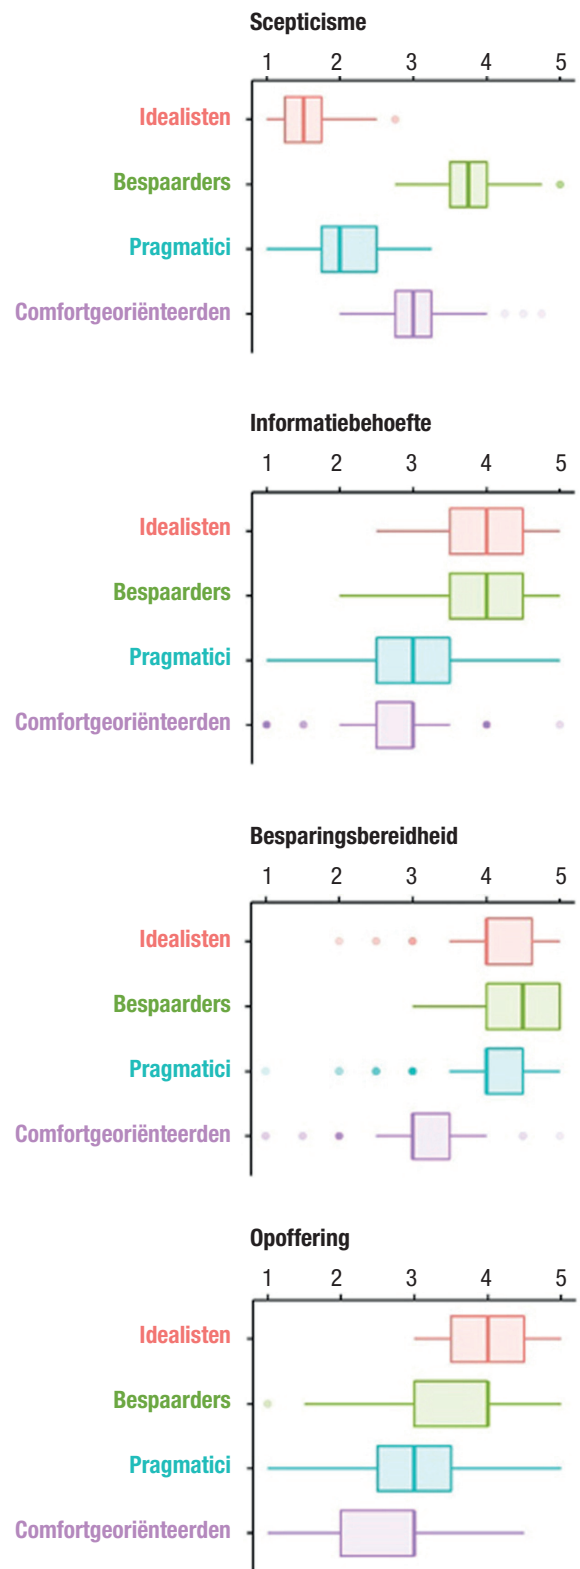 Scepticisme
1 2 3 4 5
Idealisten
Bespaarders
Pragmatici
Comfortgeoriënteerden
Informatiebehoefte
1 2 3 4 5
Idealisten
Bespaarders
Pragmatici
Comfortgeoriënteerden
Besparingsbereidheid
1 2 3 4 5
Idealisten
Bespaarders
Pragmatici
Comfortgeoriënteerden
Opoffering
1 2 3 4 5
Idealisten
Bespaarders
Pragmatici
Comfortgeoriënteerden